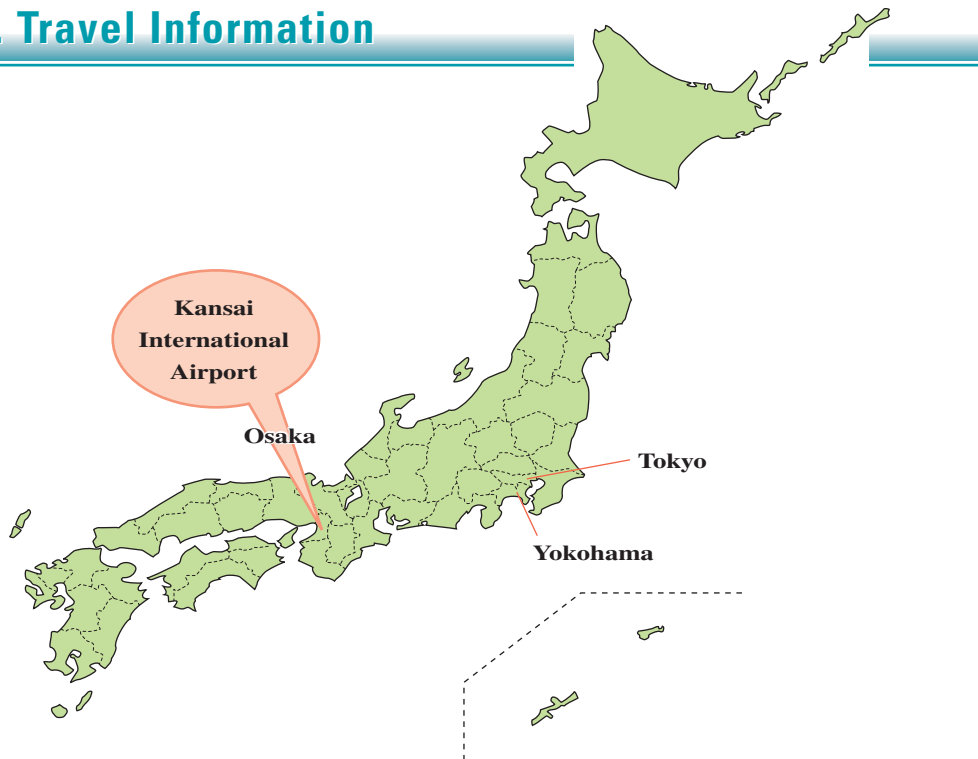 . Travel Information
Kansai
International
Airport
Osaka
Tokyo
Yokohama